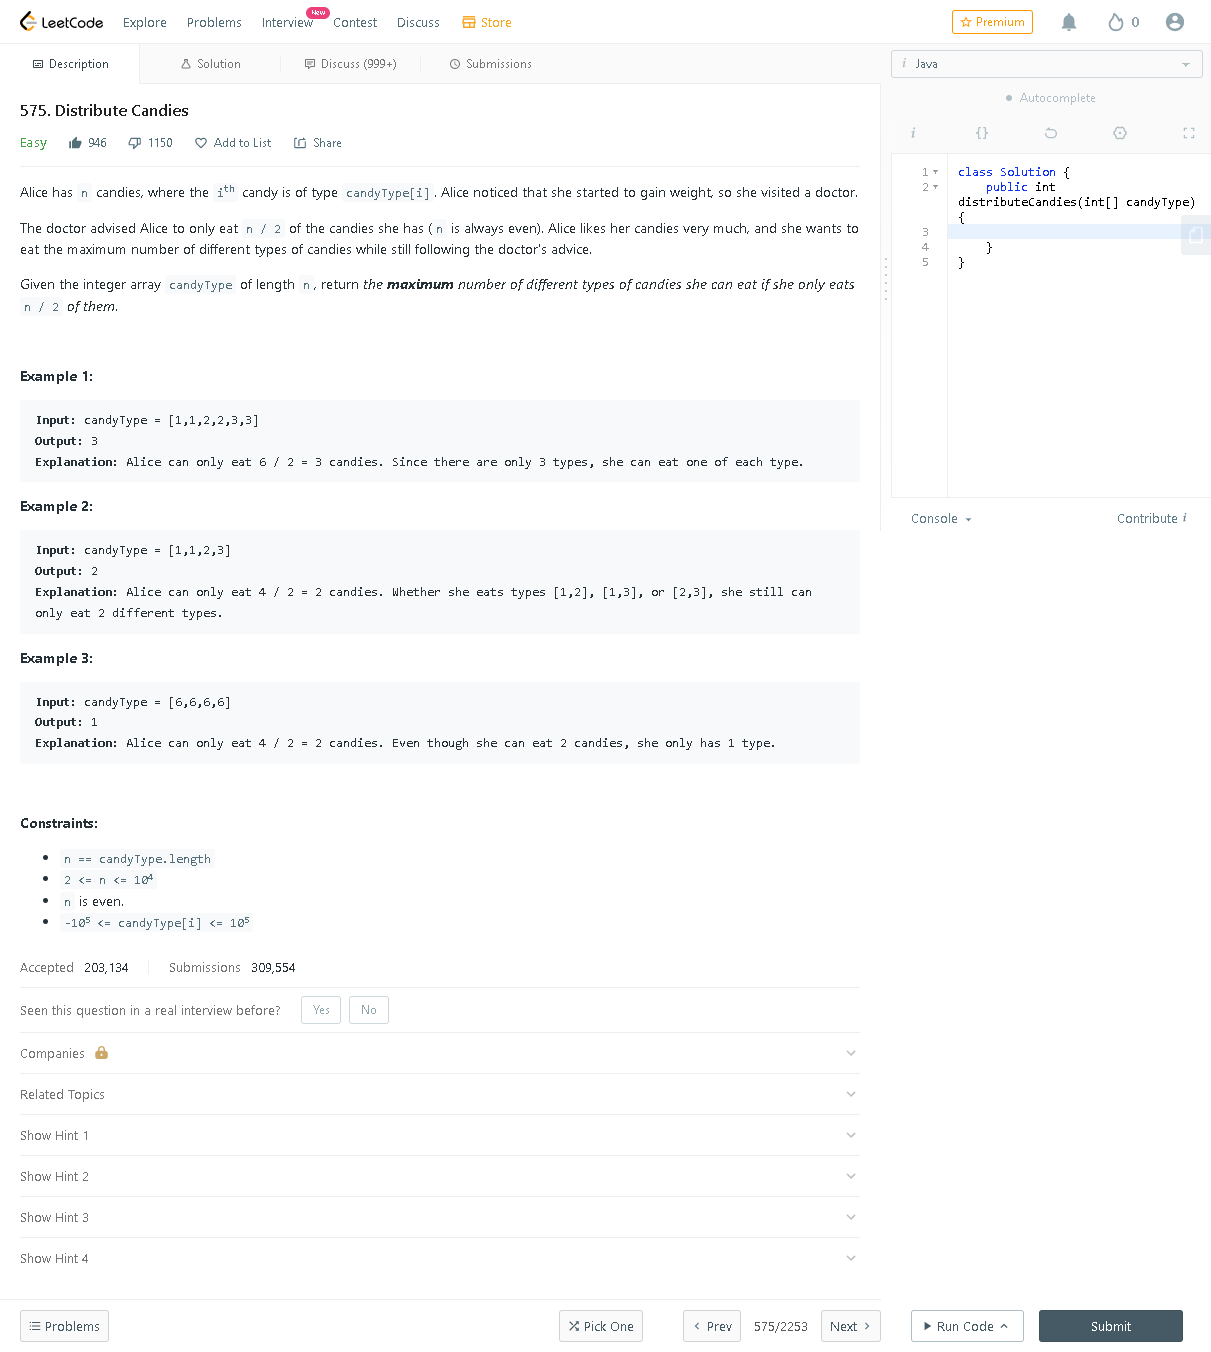 LeetCode
Explore
Problems
Interview
New
Contest
Discuss
Store
Premium
0
Description
Solution
Discuss (999+)
Submissions
i Java
Autocomplete
i {}
575. Distribute Candies
Easy 946 1150 Add to List Share
Alice has n candies, where the ith candy is of type candyType[i]. Alice noticed that she started to gain weight, so she visited a doctor.
The doctor advised Alice to only eat n / 2 of the candies she has (n is always even). Alice likes her candies very much, and she wants to
eat the maximum number of different types of candies while still following the doctor's advice.
Given the integer array candyType of length n, return the maximum number of different types of candies she can eat if she only eats
n / 2 of them.
Example 1:
Input: candyType = [1,1,2,2,3,3]
Output: 3
Explanation: Alice can only eat 6 / 2 = 3 candies. Since there are only 3 types, she can eat one of each type.
Example 2:
Input: candyType = [1,1,2,3]
Output: 2
Explanation: Alice can only eat 4 / 2 = 2 candies. Whether she eats types [1,2], [1,3], or [2,3], she still can
only eat 2 different types.
Example 3:
Input: candyType = [6,6,6,6]
Output: 1
Explanation: Alice can only eat 4 / 2 = 2 candies. Even though she can eat 2 candies, she only has 1 type.
Constraints:
• n == candyType.length
• 2 <= n <= 10⁴
• n is even.
• -10⁵ <= candyType[i] <= 10⁵
Accepted 203,134 Submissions 309,554
Seen this question in a real interview before? Yes No
Companies
Related Topics
Show Hint 1
Show Hint 2
Show Hint 3
Show Hint 4
1 class Solution {
2 public int
distributeCandies(int[] candyType)
{
3
4 }
5 }
Console
Contribute i
Problems
Pick One
Prev
575/2253
Next
Run Code
Submit